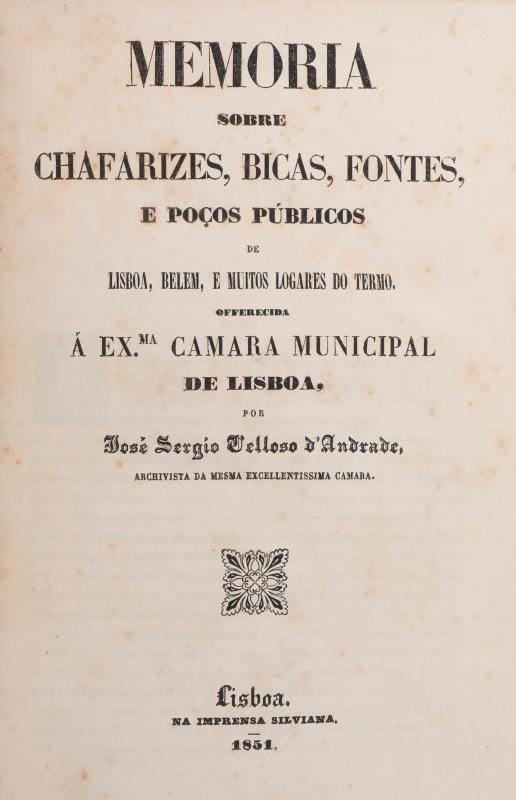 MEMORIA
SOBRE
CHAFARIZES, BICAS, FONTES,
E POÇOS PÚBLICOS
DE
LISBOA, BELEM, E MUITOS LOGARES DO TERMO.
OFFERECIDA
Á EX.MA CAMARA MUNICIPAL
DE LISBOA,
POR
José Sergio Velloso d'Andrade,
ARCHIVISTA DA MESMA EXCELLENTISSIMA CAMARA.
Lisboa.
NA IMPRENSA SILVIANA.
1851.